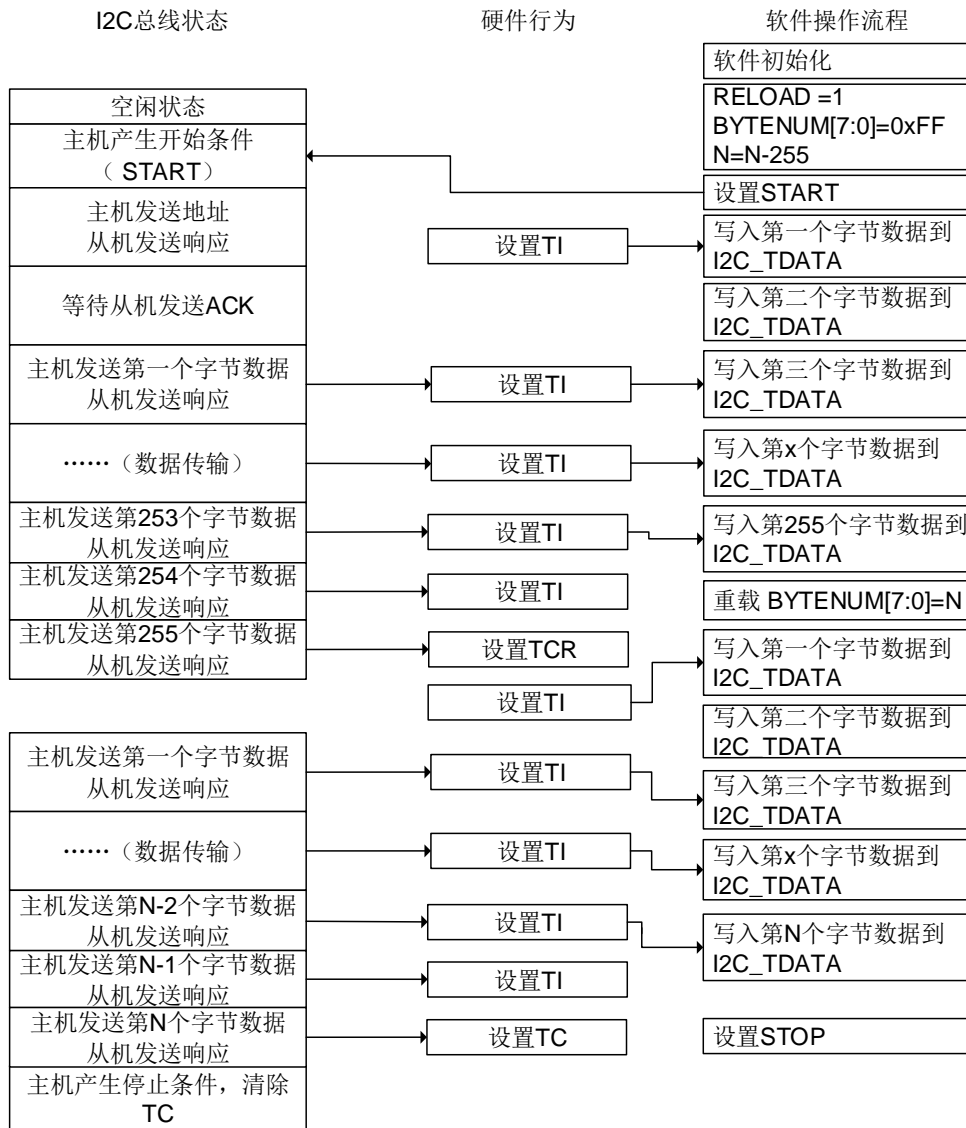 I2C总线状态
硬件行为
软件操作流程
软件初始化
空闲状态
RELOAD =1
BYTENUM[7:0]=0xFF
N=N-255
主机产生开始条件
（ START）
设置START
主机发送地址
从机发送响应
设置TI
写入第一个字节数据到
I2C_TDATA
等待从机发送ACK
写入第二个字节数据到
I2C_TDATA
主机发送第一个字节数据
从机发送响应
设置TI
写入第三个字节数据到
I2C_TDATA
……（数据传输）
设置TI
写入第x个字节数据到
I2C_TDATA
主机发送第253个字节数据
从机发送响应
设置TI
写入第255个字节数据到
I2C_TDATA
主机发送第254个字节数据
从机发送响应
设置TI
重载 BYTENUM[7:0]=N
主机发送第255个字节数据
从机发送响应
设置TCR
设置TI
写入第一个字节数据到
I2C_TDATA
写入第二个字节数据到
I2C_TDATA
主机发送第一个字节数据
从机发送响应
设置TI
写入第三个字节数据到
I2C_TDATA
……（数据传输）
设置TI
写入第x个字节数据到
I2C_TDATA
主机发送第N-2个字节数据
从机发送响应
设置TI
写入第N个字节数据到
I2C_TDATA
主机发送第N-1个字节数据
从机发送响应
设置TI
主机发送第N个字节数据
从机发送响应
设置TC
设置STOP
主机产生停止条件，清除
TC